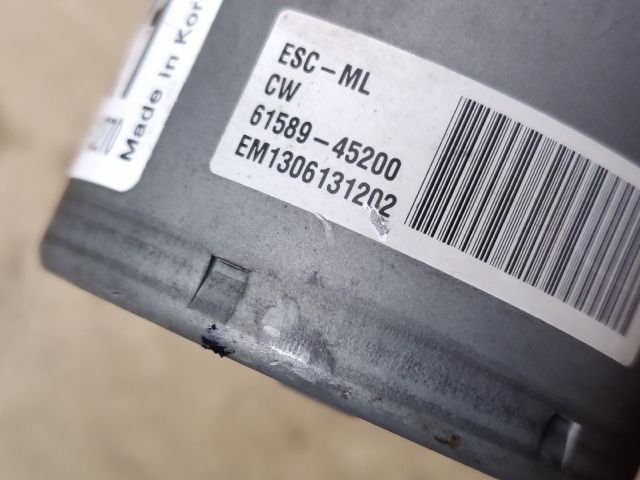 ESC-ML
CW
61589-45200
EM1306131202
Made in Kor